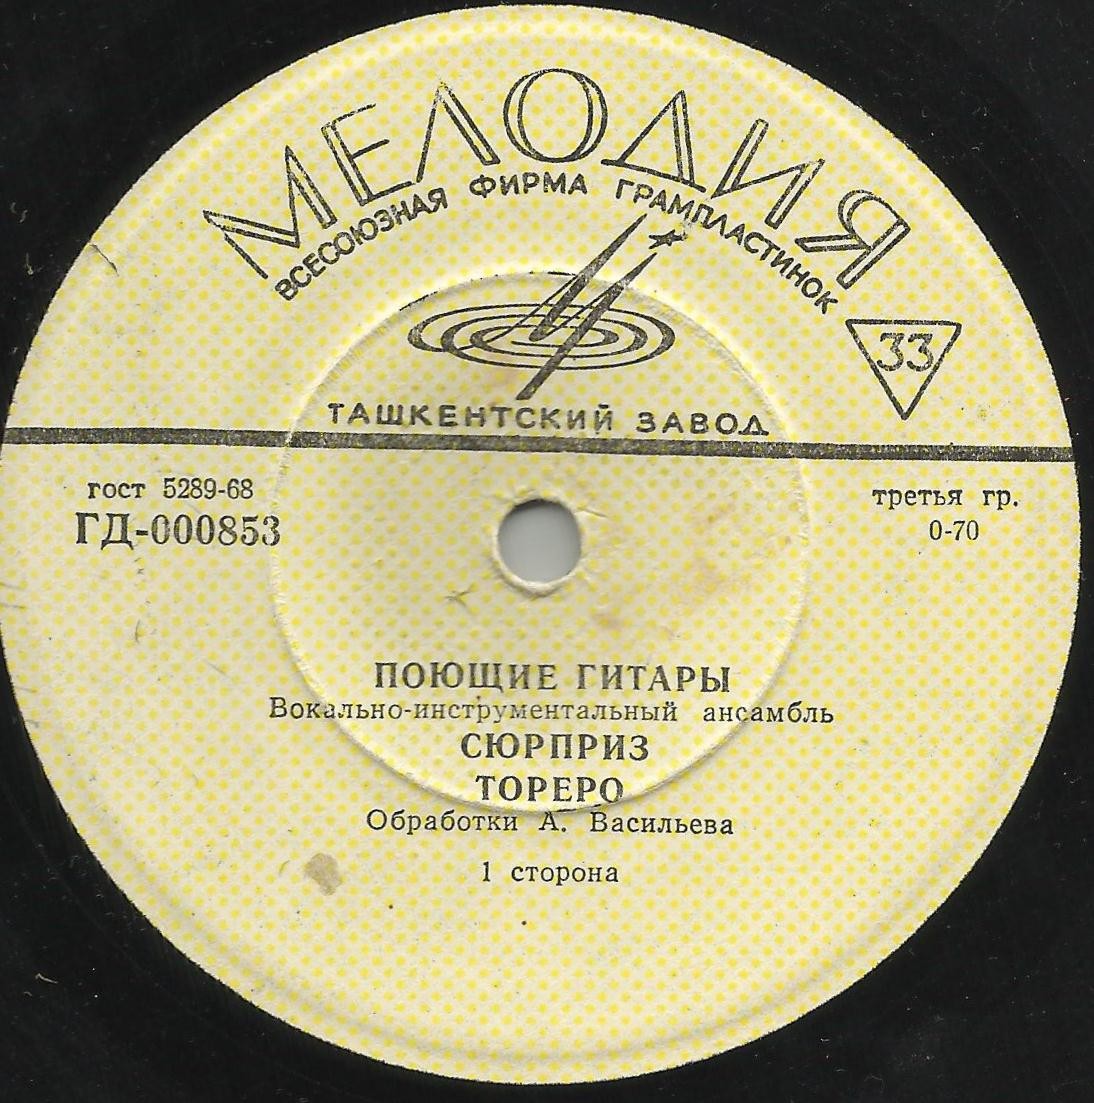 МЕЛОДИЯ
ВСЕСОЮЗНАЯ ФИРМА ГРАМПЛАСТИНОК
33
ТАШКЕНТСКИЙ ЗАВОД
гост 5289-68
ГД-000853
третья гр.
0-70
ПОЮЩИЕ ГИТАРЫ
Вокально-инструментальный ансамбль
СЮРПРИЗ
ТОРЕРО
Обработки А. Васильева
1 сторона